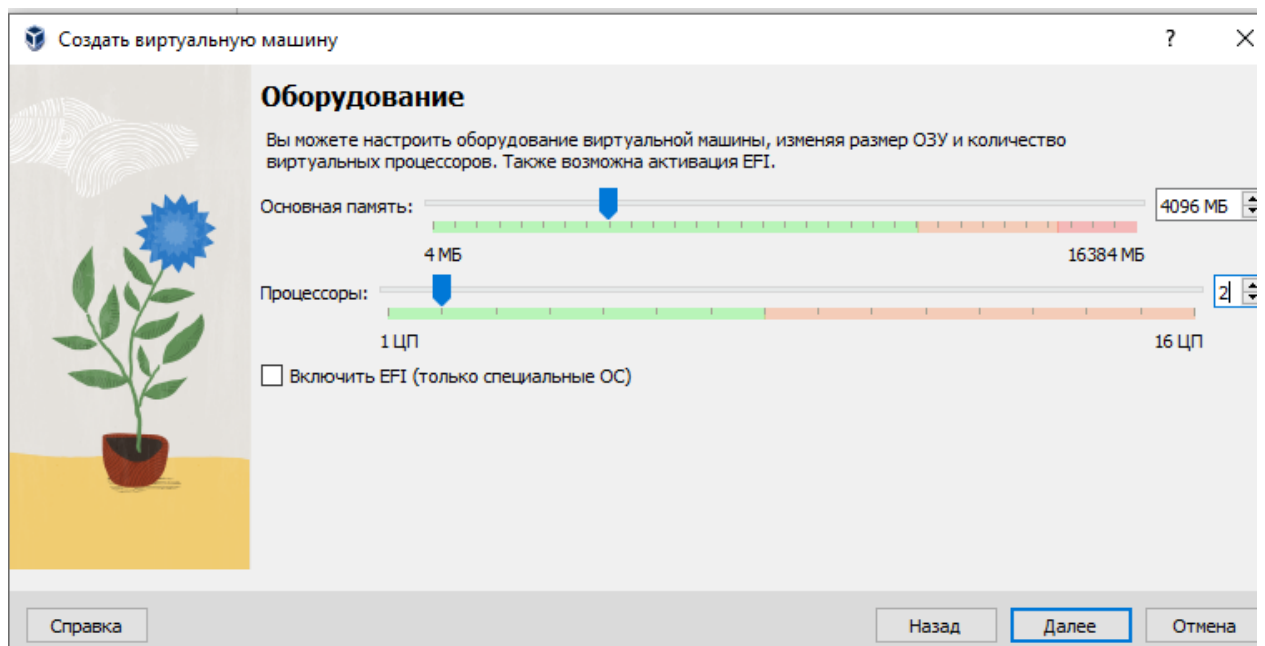 Создать виртуальную машину
?
Оборудование
Вы можете настроить оборудование виртуальной машины, изменяя размер ОЗУ и количество
виртуальных процессоров. Также возможна активация EFI.
Основная память:
4096 МБ
4 МБ
16384 МБ
Процессоры:
2
1 ЦП
16 ЦП
Включить EFI (только специальные ОС)
Справка
Назад
Далее
Отмена